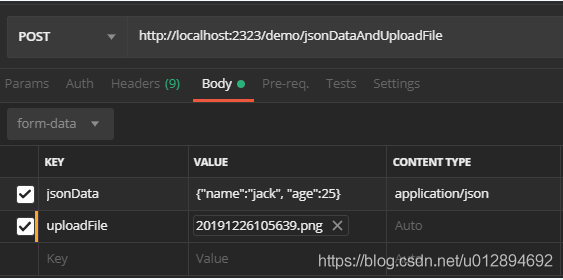 POST http://localhost:2323/demo/jsonDataAndUploadFile
Params Auth Headers (9) Body Pre-req. Tests Settings
form-data
KEY VALUE CONTENT TYPE
jsonData {"name":"jack", "age":25} application/json
uploadFile 20191226105639.png Auto
Key Value Auto
https://blog.csdn.net/u012894692